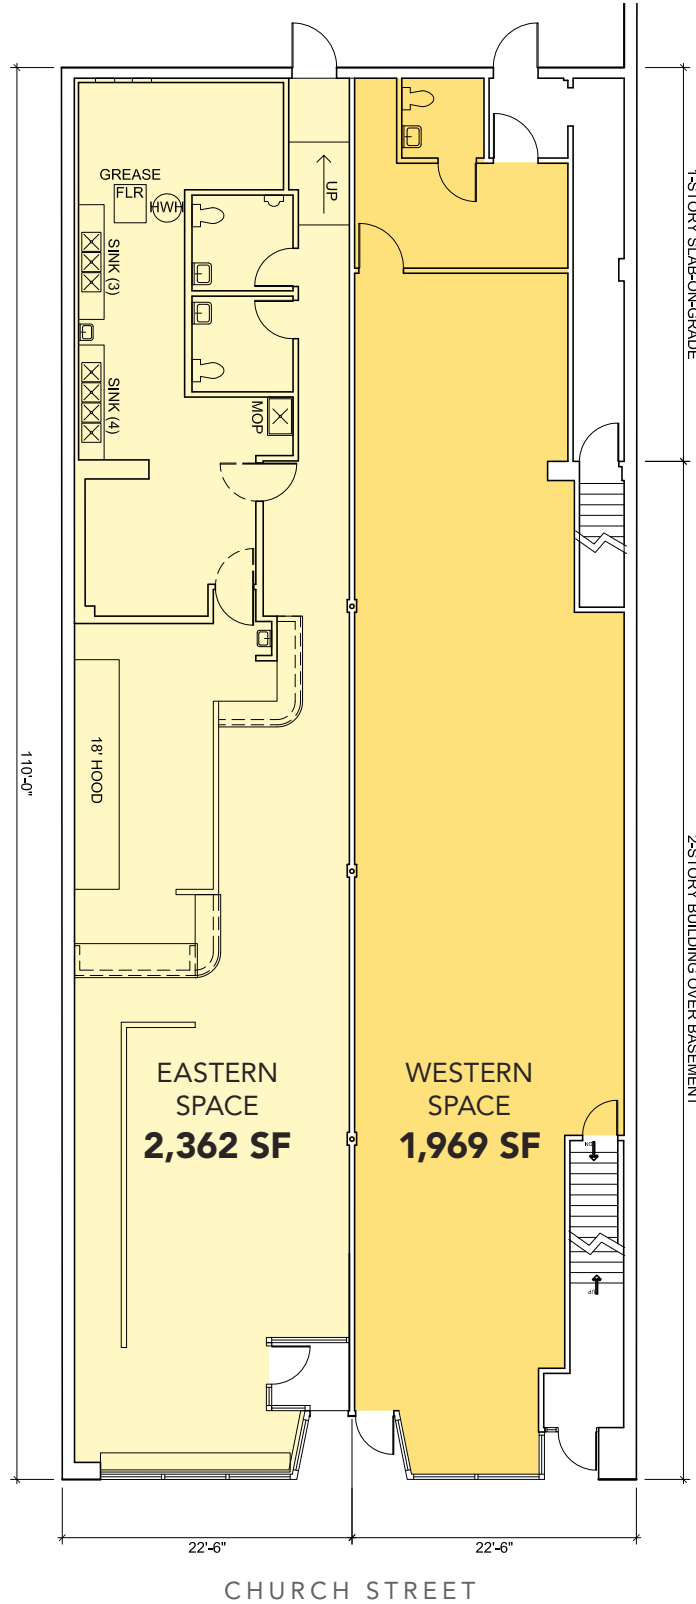 GREASE
FLR
HWH
UP
SINK (3)
SINK (4)
MOP
1-STORY SLAB-ON-GRADE
18' HOOD
110'-0"
2-STORY BUILDING OVER BASEMENT
EASTERN
SPACE
2,362 SF
WESTERN
SPACE
1,969 SF
DN
UP
22'-6"
22'-6"
CHURCH STREET